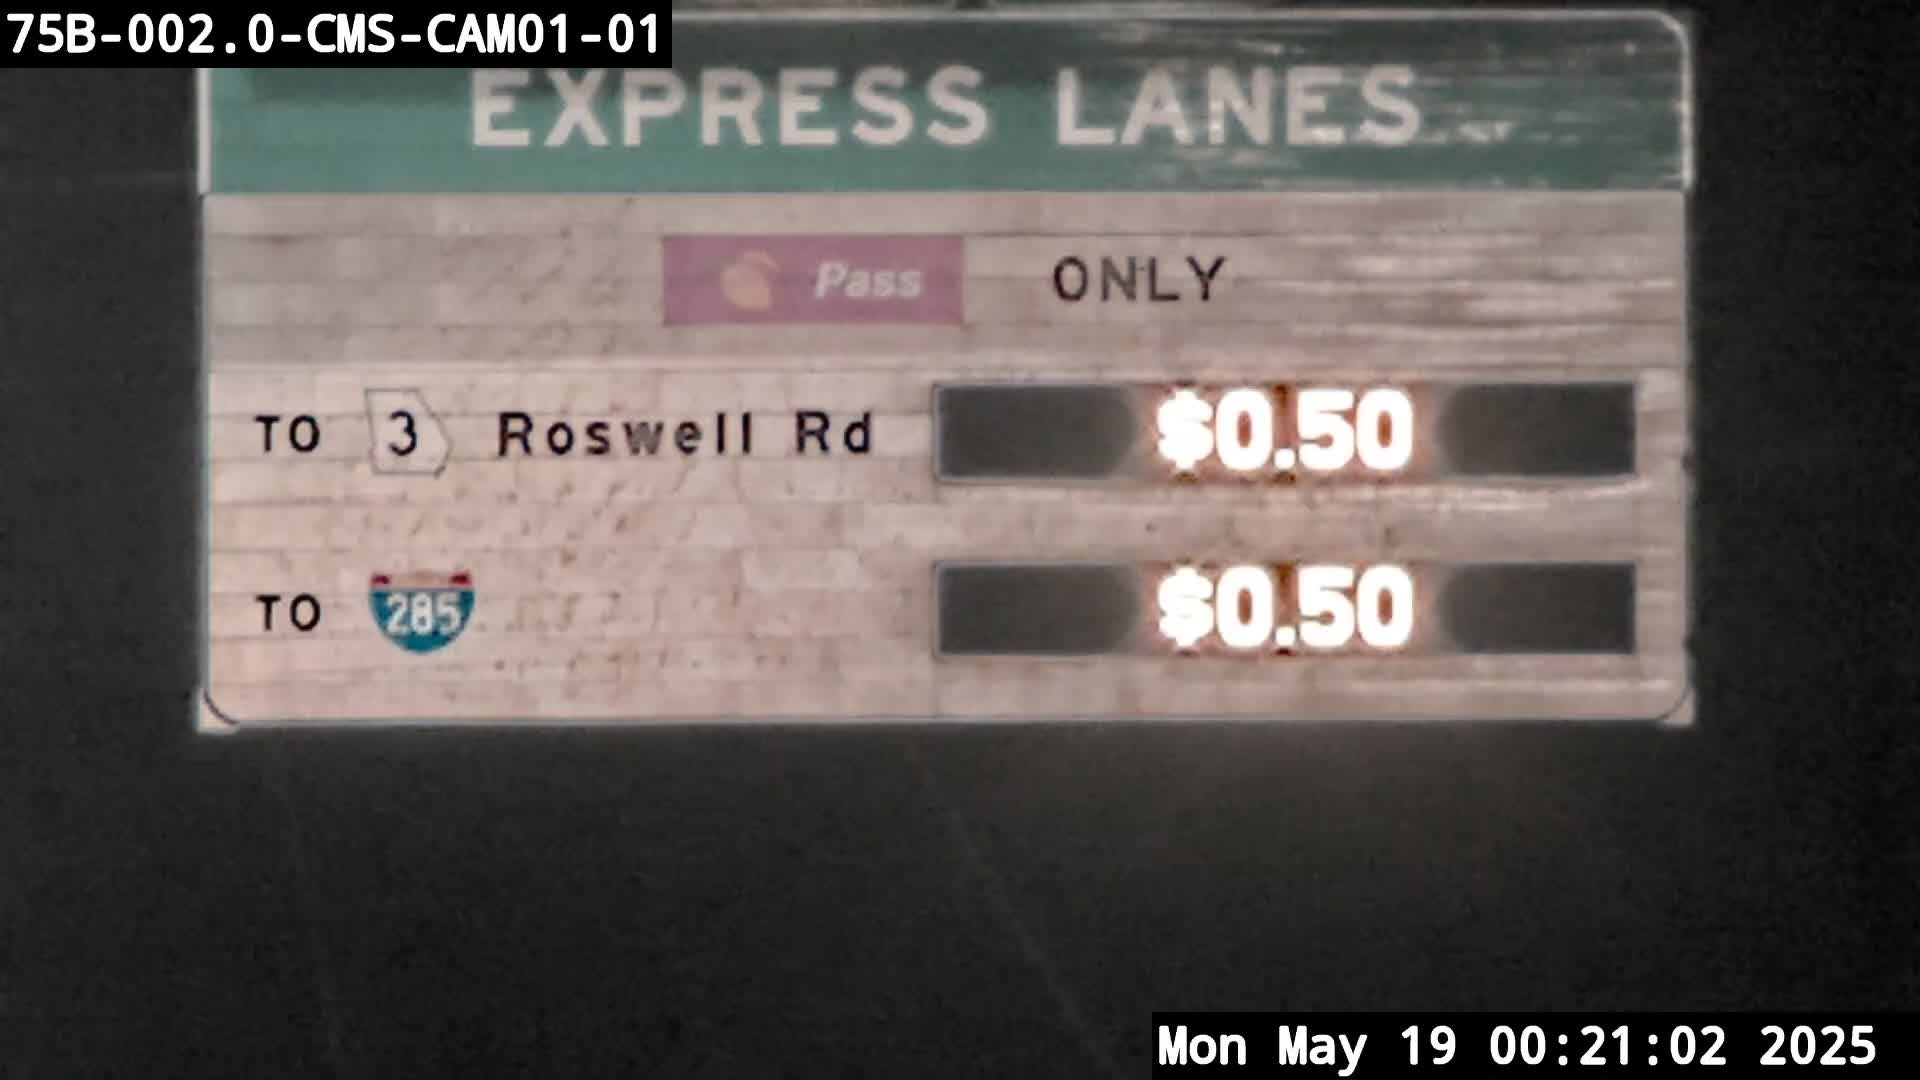 75B-002.0-CMS-CAM01-01
EXPRESS LANES
Pass ONLY
TO 3 Roswell Rd $0.50
TO 285 $0.50
Mon May 19 00:21:02 2025